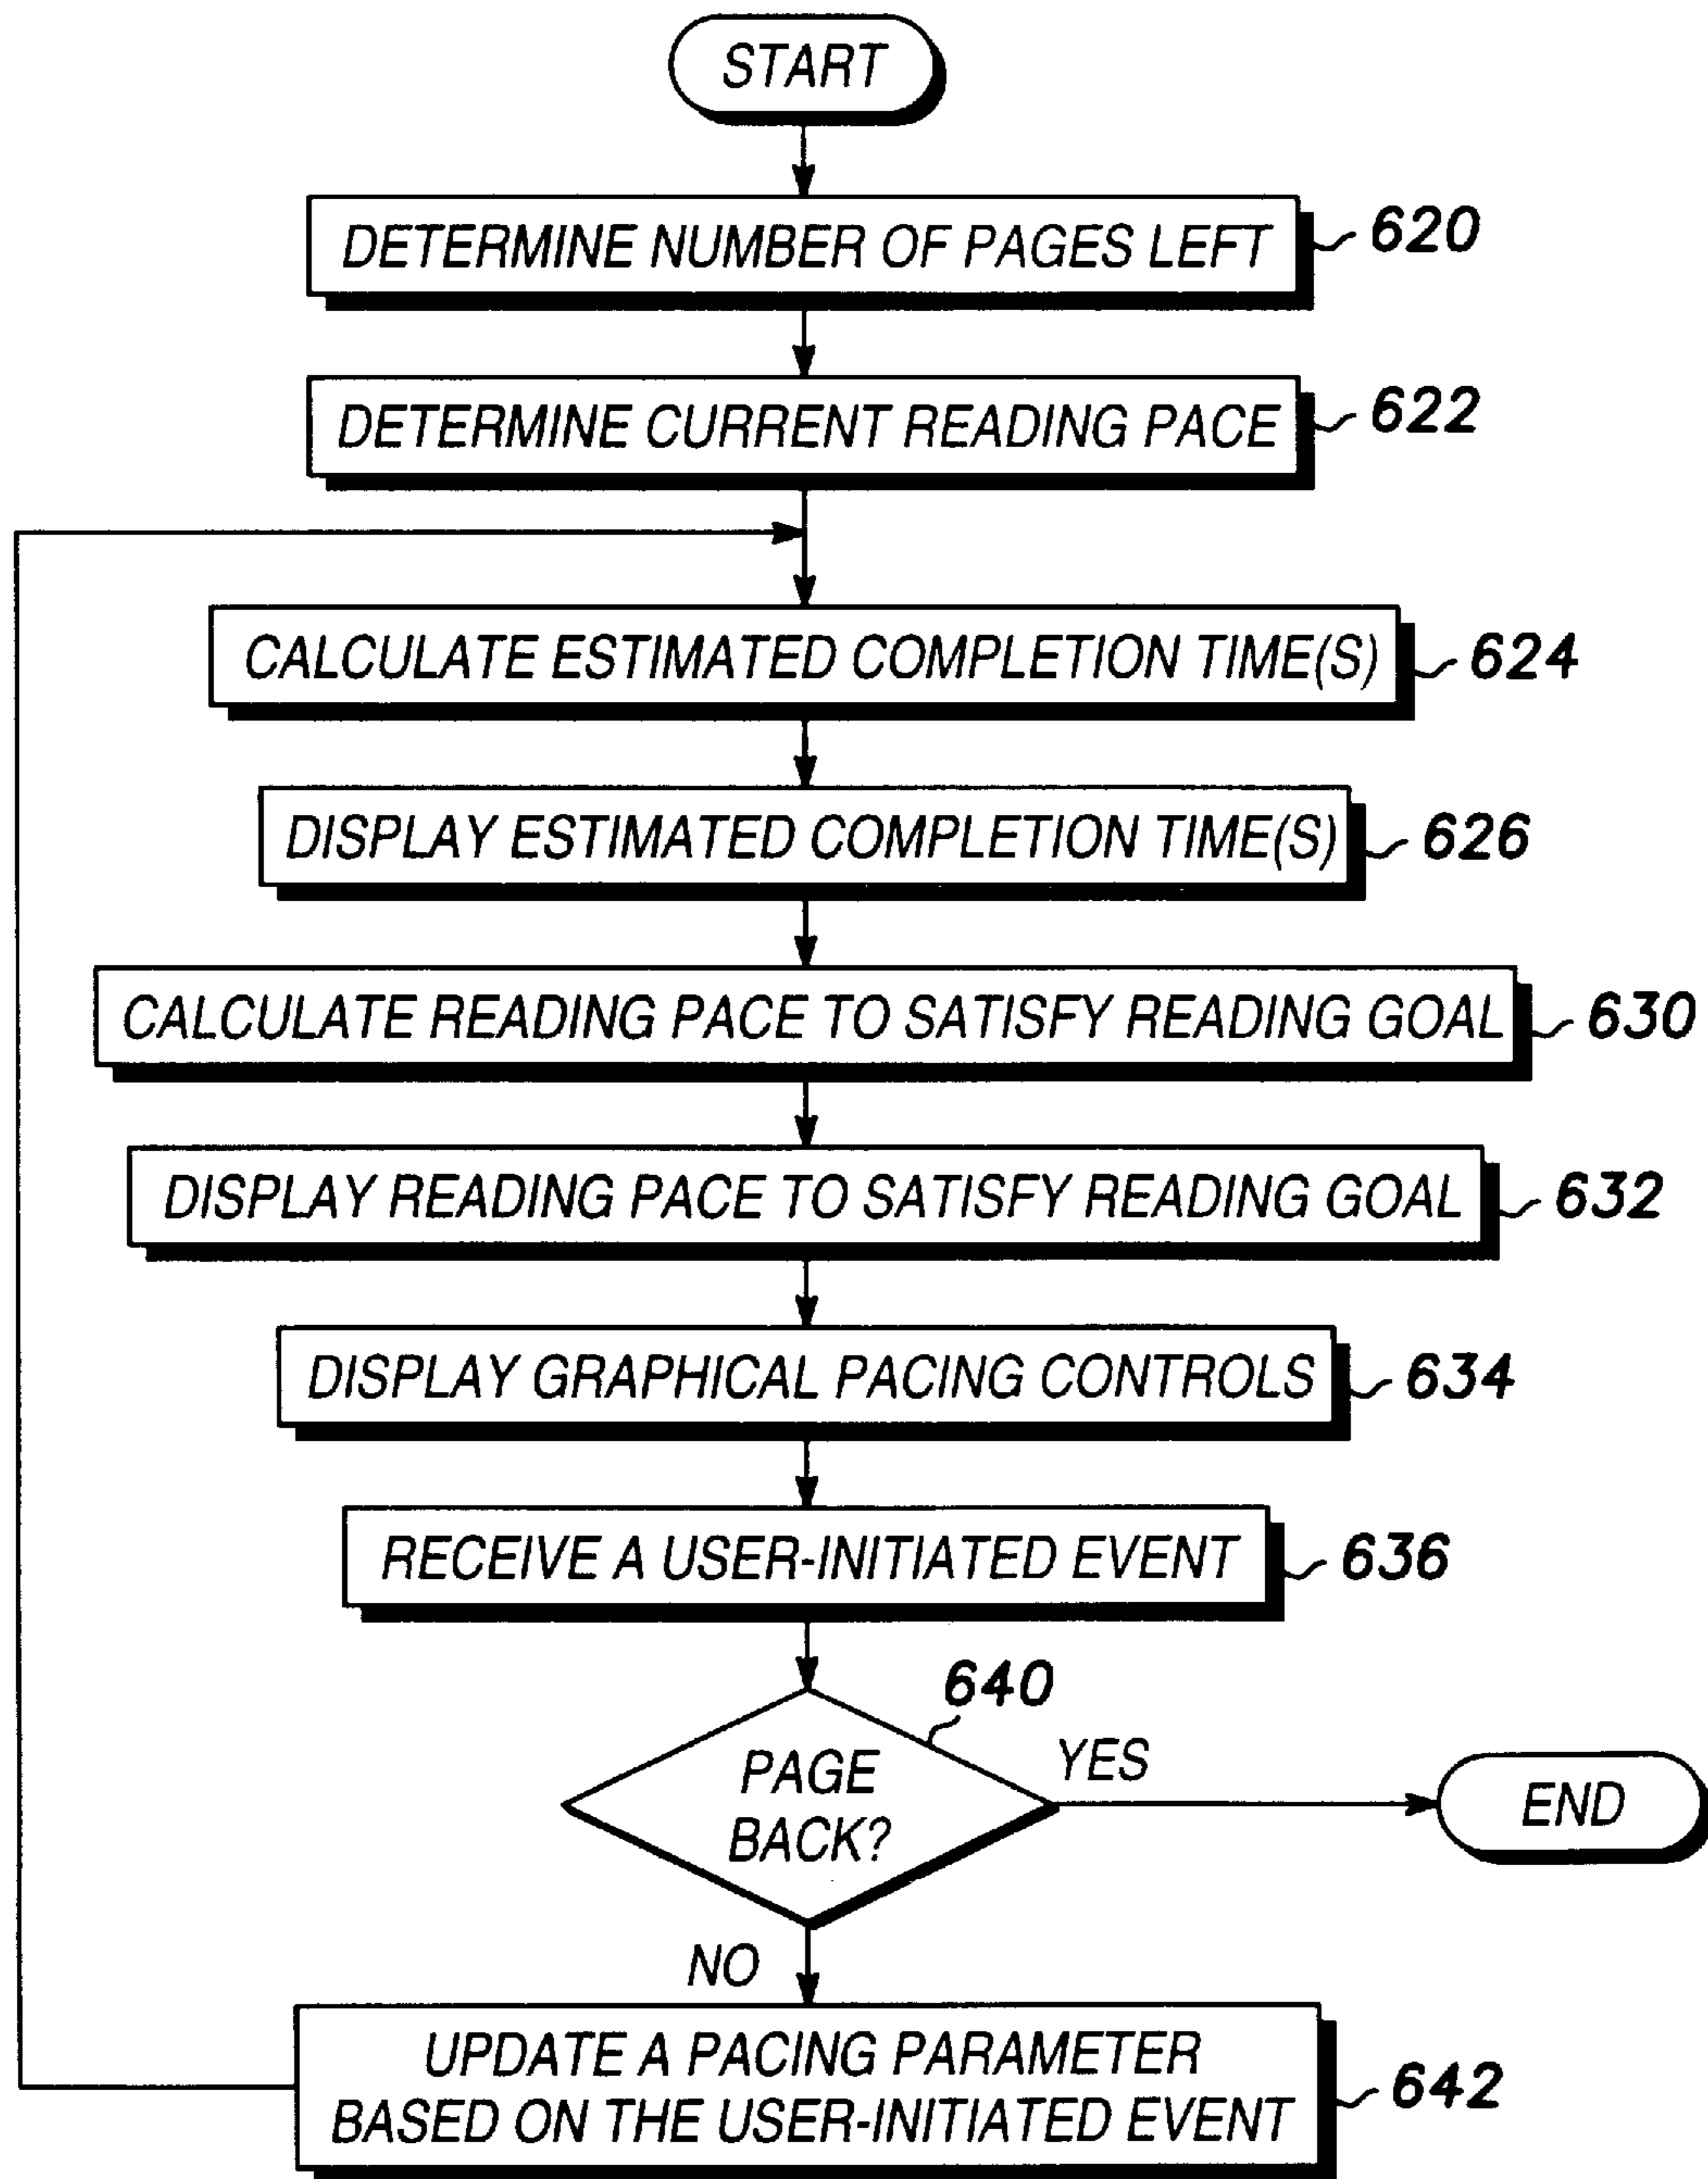 START
DETERMINE NUMBER OF PAGES LEFT
620
DETERMINE CURRENT READING PACE
622
CALCULATE ESTIMATED COMPLETION TIME(S)
624
DISPLAY ESTIMATED COMPLETION TIME(S)
626
CALCULATE READING PACE TO SATISFY READING GOAL
630
DISPLAY READING PACE TO SATISFY READING GOAL
632
DISPLAY GRAPHICAL PACING CONTROLS
634
RECEIVE A USER-INITIATED EVENT
636
640
PAGE
BACK?
YES
END
NO
UPDATE A PACING PARAMETER
BASED ON THE USER-INITIATED EVENT
642